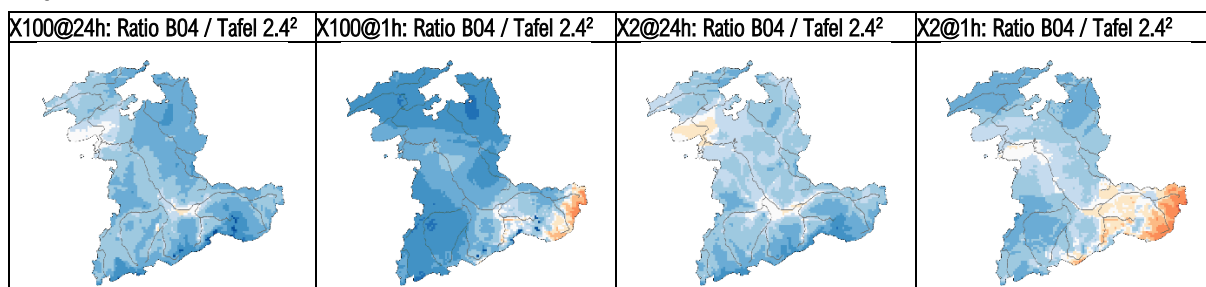 X100@24h: Ratio B04 / Tafel 2.4²
X100@1h: Ratio B04 / Tafel 2.4²
X2@24h: Ratio B04 / Tafel 2.4²
X2@1h: Ratio B04 / Tafel 2.4²